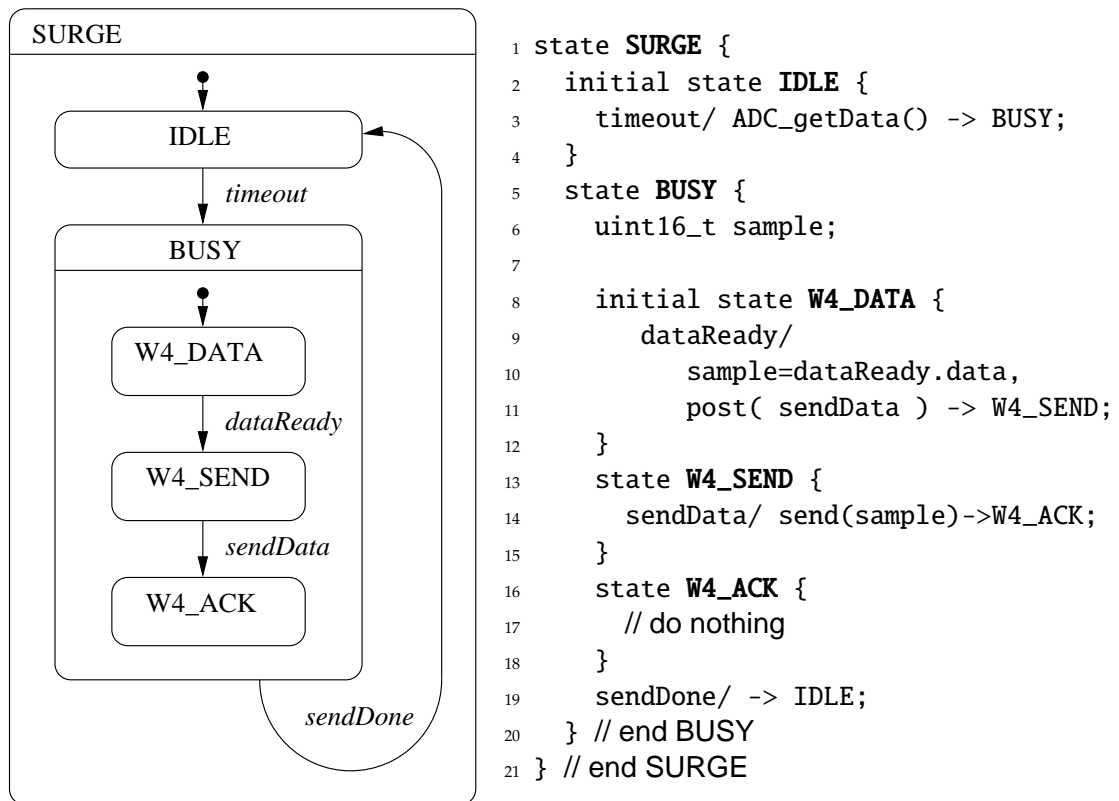 SURGE
IDLE
timeout
BUSY
W4_DATA
dataReady
W4_SEND
sendData
W4_ACK
sendDone
1 state SURGE {
2 initial state IDLE {
3 timeout/ ADC_getData() -> BUSY;
4 }
5 state BUSY {
6 uint16_t sample;
7
8 initial state W4_DATA {
9 dataReady/
10 sample=dataReady.data,
11 post( sendData ) -> W4_SEND;
12 }
13 state W4_SEND {
14 sendData/ send(sample)->W4_ACK;
15 }
16 state W4_ACK {
17 // do nothing
18 }
19 sendDone/ -> IDLE;
20 } // end BUSY
21 } // end SURGE